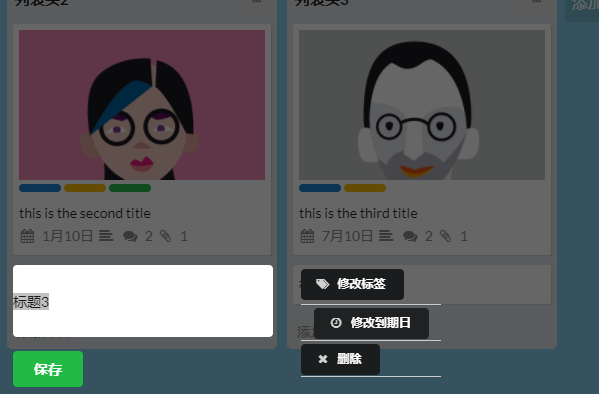 列表头2
列表头3
this is the second title
1月10日 2 1
this is the third title
7月10日 2 1
标题3
修改标签
修改到期日
删除
保存